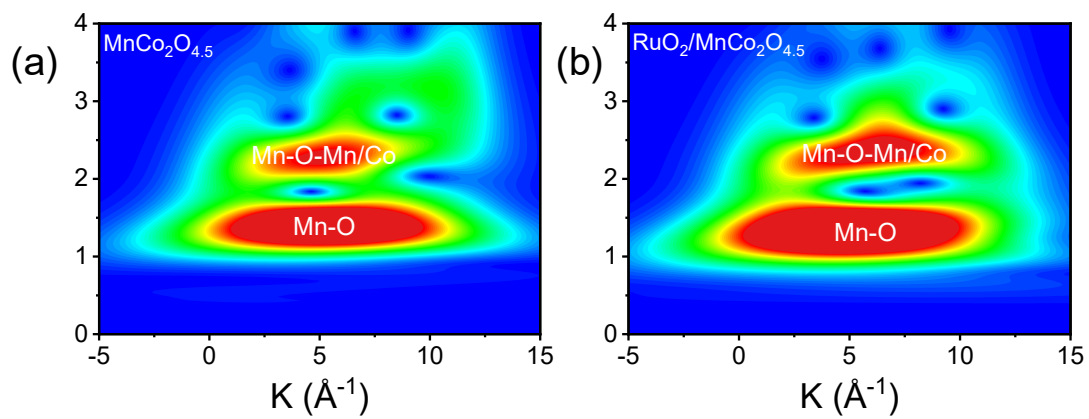 (a)
MnCo₂O₄.₅
4
3
2
1
0
Mn-O-Mn/Co
Mn-O
-5 0 5 10 15
K (Å⁻¹)
(b)
RuO₂/MnCo₂O₄.₅
4
3
2
1
0
Mn-O-Mn/Co
Mn-O
-5 0 5 10 15
K (Å⁻¹)